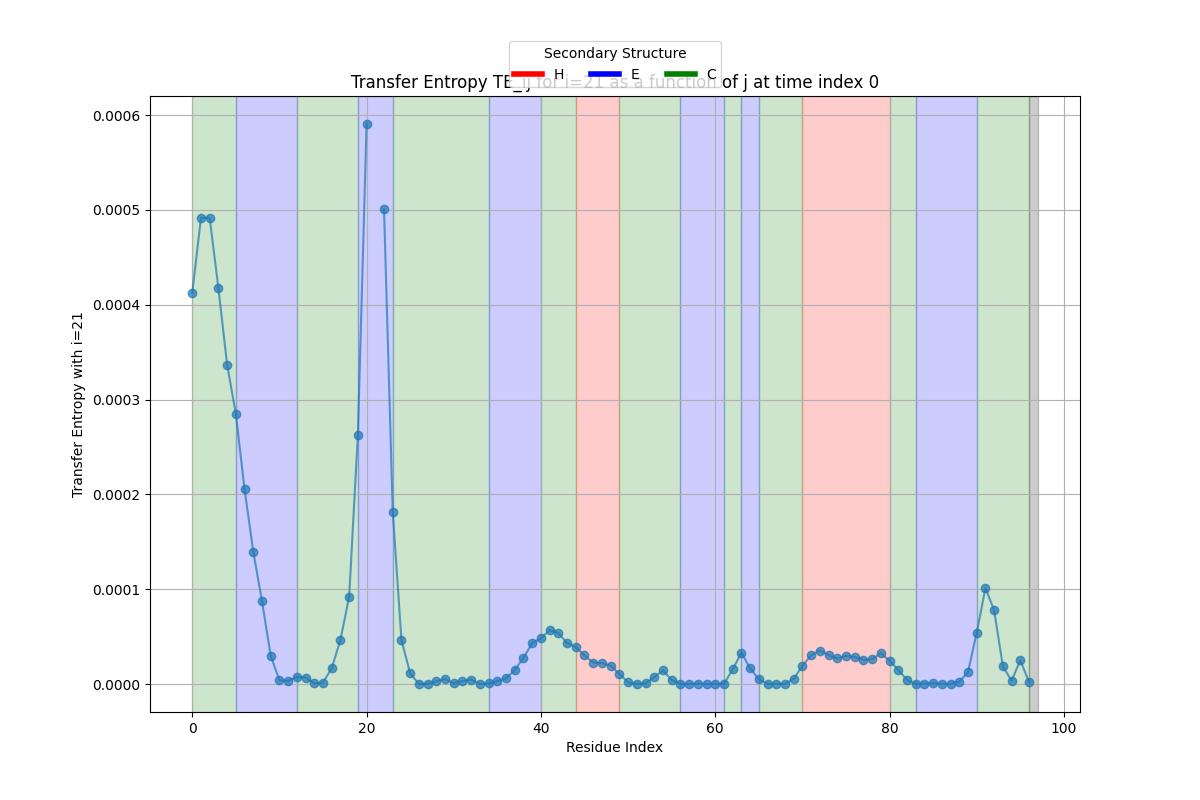 Secondary Structure
H E C
Transfer Entropy TE_ij for i=21 as a function of j at time index 0
0.0006
0.0005
0.0004
0.0003
0.0002
0.0001
0.0000
Transfer Entropy with i=21
0 20 40 60 80 100
Residue Index